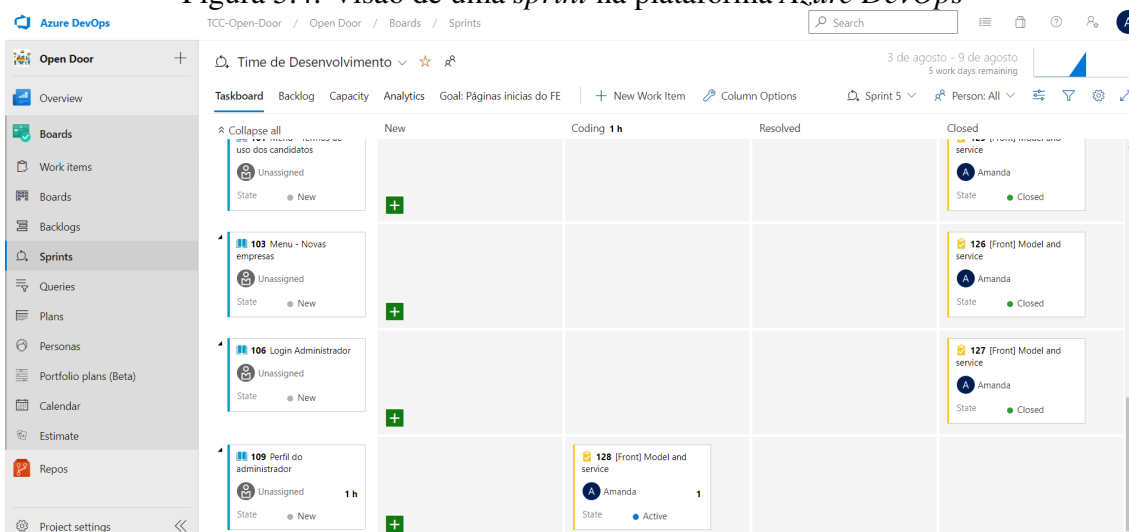 Figura 3.4: Visão de uma sprint na plataforma Azure DevOps
Azure DevOps
TCC-Open-Door / Open Door / Boards / Sprints
Search
Open Door
Time de Desenvolvimento
3 de agosto - 9 de agosto
5 work days remaining
Overview
Taskboard Backlog Capacity Analytics Goal: Páginas inicias do FE
New Work Item
Column Options
Sprint 5
Person: All
Boards
Work items
Boards
Backlogs
Sprints
Queries
Plans
Personas
Portfolio plans (Beta)
Calendar
Estimate
Repos
Project settings
Collapse all
New
Coding 1 h
Resolved
Closed
uso dos candidatos
Unassigned
State New
service
A Amanda
State Closed
103 Menu - Novas
empresas
Unassigned
State New
126 [Front] Model and
service
A Amanda
State Closed
106 Login Administrador
Unassigned
State New
127 [Front] Model and
service
A Amanda
State Closed
109 Perfil do
administrador
Unassigned 1 h
State New
128 [Front] Model and
service
A Amanda 1
State Active